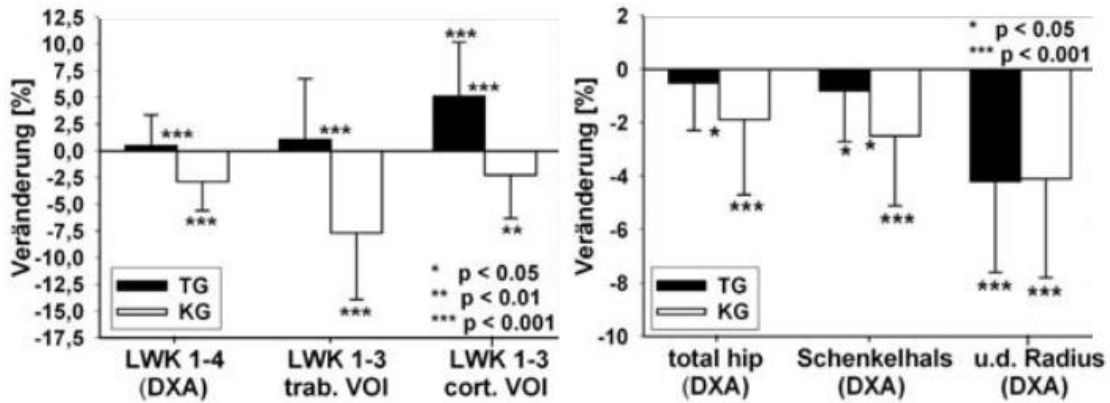 Veränderung [%]
12,5
10,0
7,5
5,0
2,5
0,0
-2,5
-5,0
-7,5
-10,0
-12,5
-15,0
-17,5
***
***
***
***
***
***
**
TG
KG
* p < 0.05
** p < 0.01
*** p < 0.001
LWK 1-4
(DXA)
LWK 1-3
trab. VOI
LWK 1-3
cort. VOI
Veränderung [%]
2
0
-2
-4
-6
-8
-10
* p < 0.05
*** p < 0.001
*
***
*
*
***
***
***
TG
KG
total hip
(DXA)
Schenkelhals
(DXA)
u.d. Radius
(DXA)